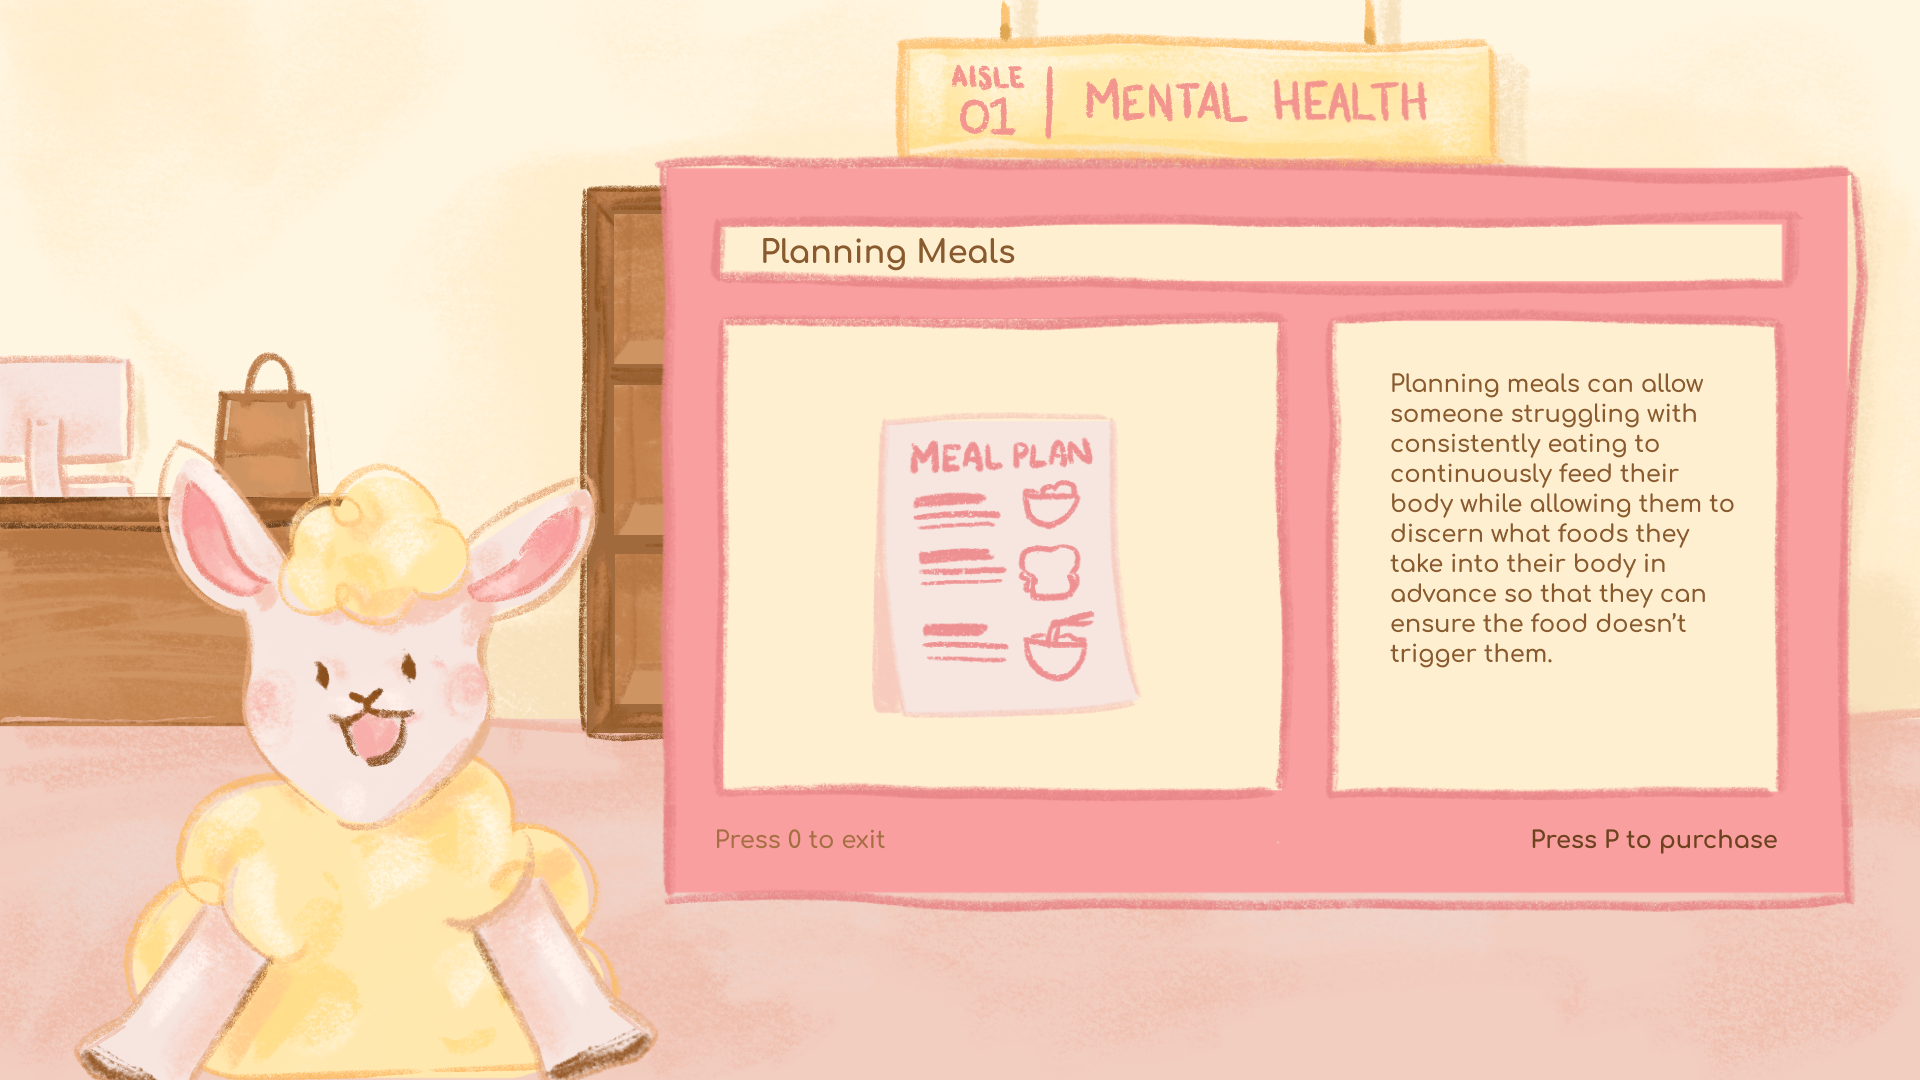 AISLE
01
MENTAL HEALTH
Planning Meals
MEAL PLAN
Planning meals can allow
someone struggling with
consistently eating to
continuously feed their
body while allowing them to
discern what foods they
take into their body in
advance so that they can
ensure the food doesn’t
trigger them.
Press 0 to exit
Press P to purchase